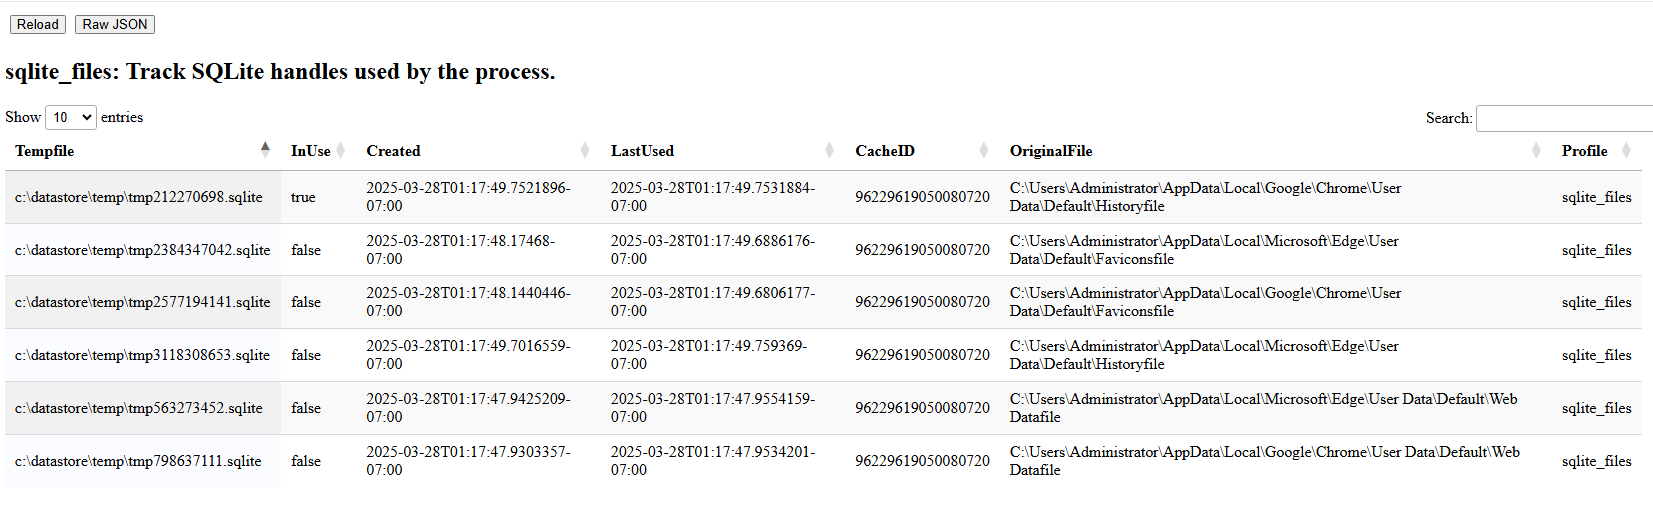 Reload Raw JSON
sqlite_files: Track SQLite handles used by the process.
Show 10 entries Search:
Tempfile InUse Created LastUsed CacheID OriginalFile Profile
c:\datastore\temp\tmp212270698.sqlite true 2025-03-28T01:17:49.7521896-07:00 2025-03-28T01:17:49.7531884-07:00 96229619050080720 C:\Users\Administrator\AppData\Local\Google\Chrome\User Data\Default\Historyfile sqlite_files
c:\datastore\temp\tmp2384347042.sqlite false 2025-03-28T01:17:48.17468-07:00 2025-03-28T01:17:49.6886176-07:00 96229619050080720 C:\Users\Administrator\AppData\Local\Microsoft\Edge\User Data\Default\Faviconsfile sqlite_files
c:\datastore\temp\tmp2577194141.sqlite false 2025-03-28T01:17:48.1440446-07:00 2025-03-28T01:17:49.6806177-07:00 96229619050080720 C:\Users\Administrator\AppData\Local\Google\Chrome\User Data\Default\Faviconsfile sqlite_files
c:\datastore\temp\tmp3118308653.sqlite false 2025-03-28T01:17:49.7016559-07:00 2025-03-28T01:17:49.759369-07:00 96229619050080720 C:\Users\Administrator\AppData\Local\Microsoft\Edge\User Data\Default\Historyfile sqlite_files
c:\datastore\temp\tmp563273452.sqlite false 2025-03-28T01:17:47.9425209-07:00 2025-03-28T01:17:47.9554159-07:00 96229619050080720 C:\Users\Administrator\AppData\Local\Microsoft\Edge\User Data\Default\Web Datafile sqlite_files
c:\datastore\temp\tmp798637111.sqlite false 2025-03-28T01:17:47.9303357-07:00 2025-03-28T01:17:47.9534201-07:00 96229619050080720 C:\Users\Administrator\AppData\Local\Google\Chrome\User Data\Default\Web Datafile sqlite_files